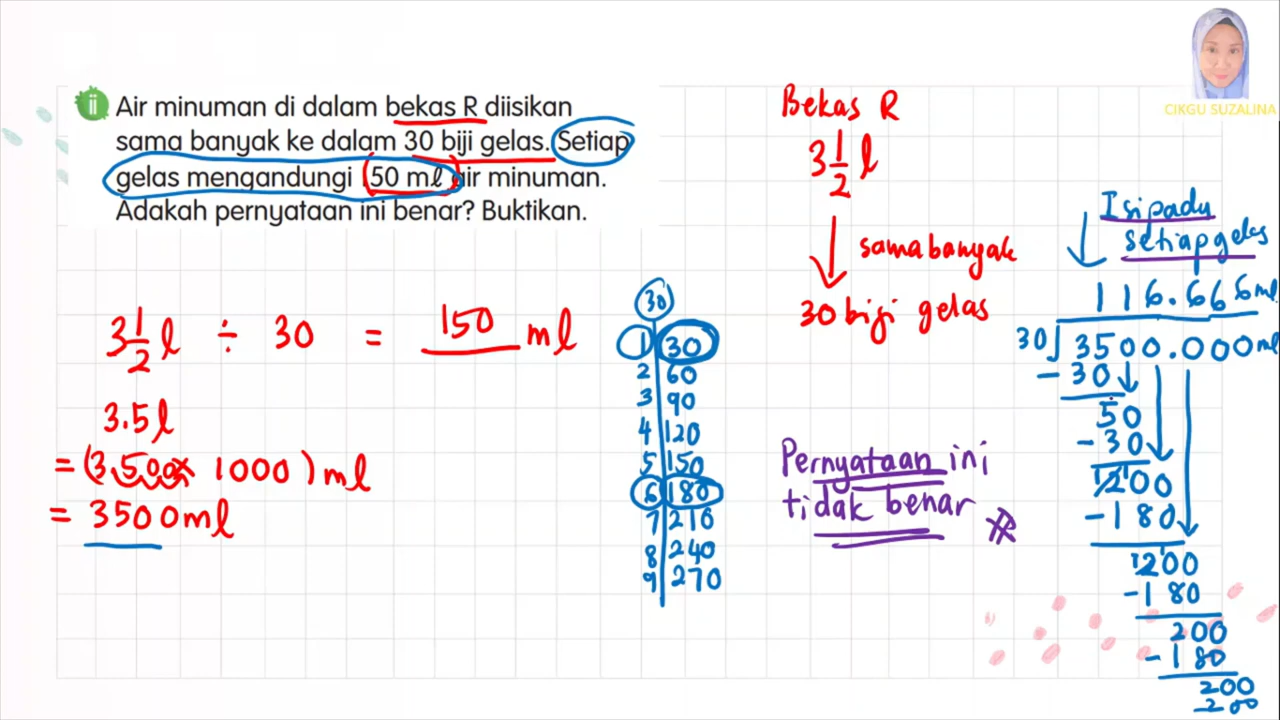 ii
Air minuman di dalam bekas R diisikan
sama banyak ke dalam 30 biji gelas. Setiap
gelas mengandungi 150 ml air minuman.
Adakah pernyataan ini benar? Buktikan.
3 1/2 l ÷ 30 = 150 ml
3.5 l
= (3.500 × 1000) ml
= 3500 ml
30
1 30
2 60
3 90
4 120
5 150
6 180
7 210
8 240
9 270
Bekas R
3 1/2 l
sama banyak
30 biji gelas
Pernyataan ini
tidak benar
CIKGU SUZALINA
Isipadu
setiap gelas
116.666 ml
30 3500.000 ml
- 30
50
- 30
200
- 180
200
- 180
200
- 180
200
200